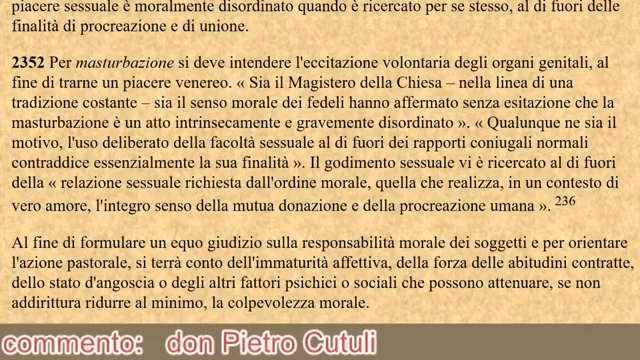 piacere sessuale è moralmente disordinato quando è ricercato per se stesso, al di fuori delle
finalità di procreazione e di unione.
2352 Per masturbazione si deve intendere l'eccitazione volontaria degli organi genitali, al
fine di trarne un piacere venereo. « Sia il Magistero della Chiesa – nella linea di una
tradizione costante – sia il senso morale dei fedeli hanno affermato senza esitazione che la
masturbazione è un atto intrinsecamente e gravemente disordinato ». « Qualunque ne sia il
motivo, l'uso deliberato della facoltà sessuale al di fuori dei rapporti coniugali normali
contraddice essenzialmente la sua finalità ». Il godimento sessuale vi è ricercato al di fuori
della « relazione sessuale richiesta dall'ordine morale, quella che realizza, in un contesto di
vero amore, l'integro senso della mutua donazione e della procreazione umana ». 236
Al fine di formulare un equo giudizio sulla responsabilità morale dei soggetti e per orientare
l'azione pastorale, si terrà conto dell'immaturità affettiva, della forza delle abitudini contratte,
dello stato d'angoscia o degli altri fattori psichici o sociali che possono attenuare, se non
addirittura ridurre al minimo, la colpevolezza morale.
commento: don Pietro Cutuli